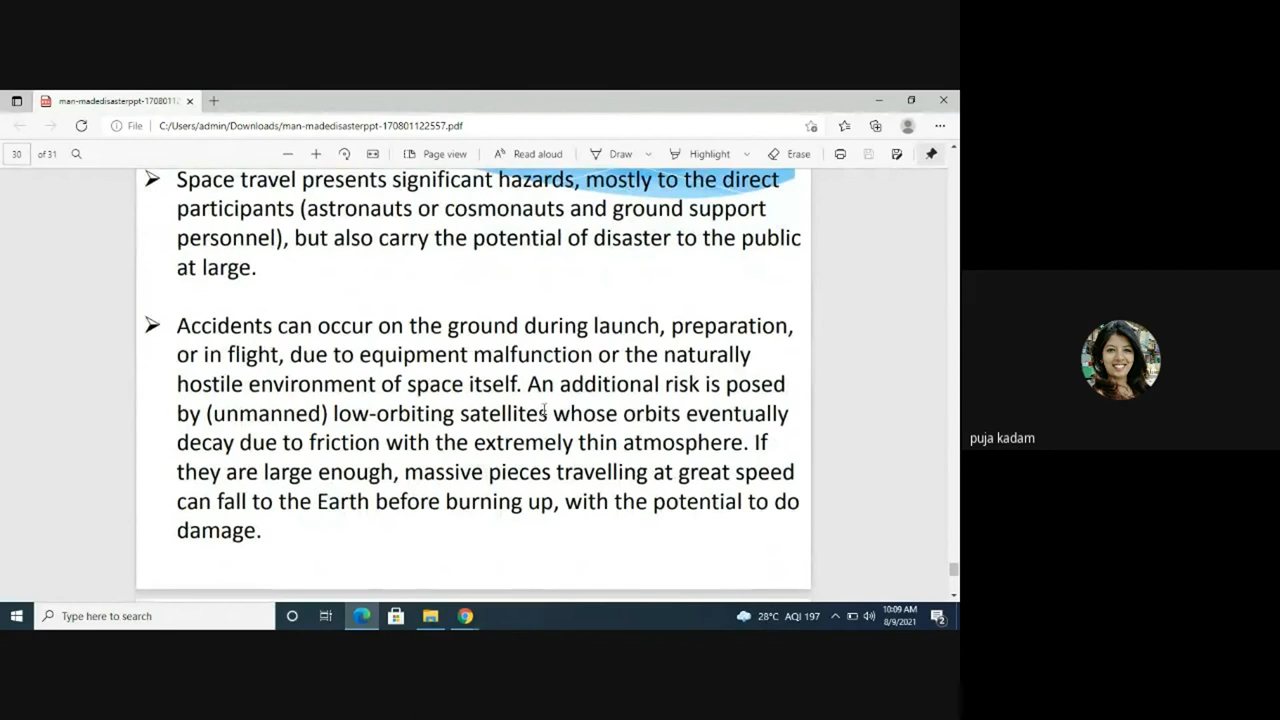 man-madedisasterppt-1708011
File
C:/Users/admin/Downloads/man-madedisasterppt-170801122557.pdf
30 of 31
Page view
Read aloud
Draw
Highlight
Erase
➤ Space travel presents significant hazards, mostly to the direct
participants (astronauts or cosmonauts and ground support
personnel), but also carry the potential of disaster to the public
at large.
➤ Accidents can occur on the ground during launch, preparation,
or in flight, due to equipment malfunction or the naturally
hostile environment of space itself. An additional risk is posed
by (unmanned) low-orbiting satellites whose orbits eventually
decay due to friction with the extremely thin atmosphere. If
they are large enough, massive pieces travelling at great speed
can fall to the Earth before burning up, with the potential to do
damage.
puja kadam
Type here to search
28°C AQI 197
10:09 AM
8/9/2021
2